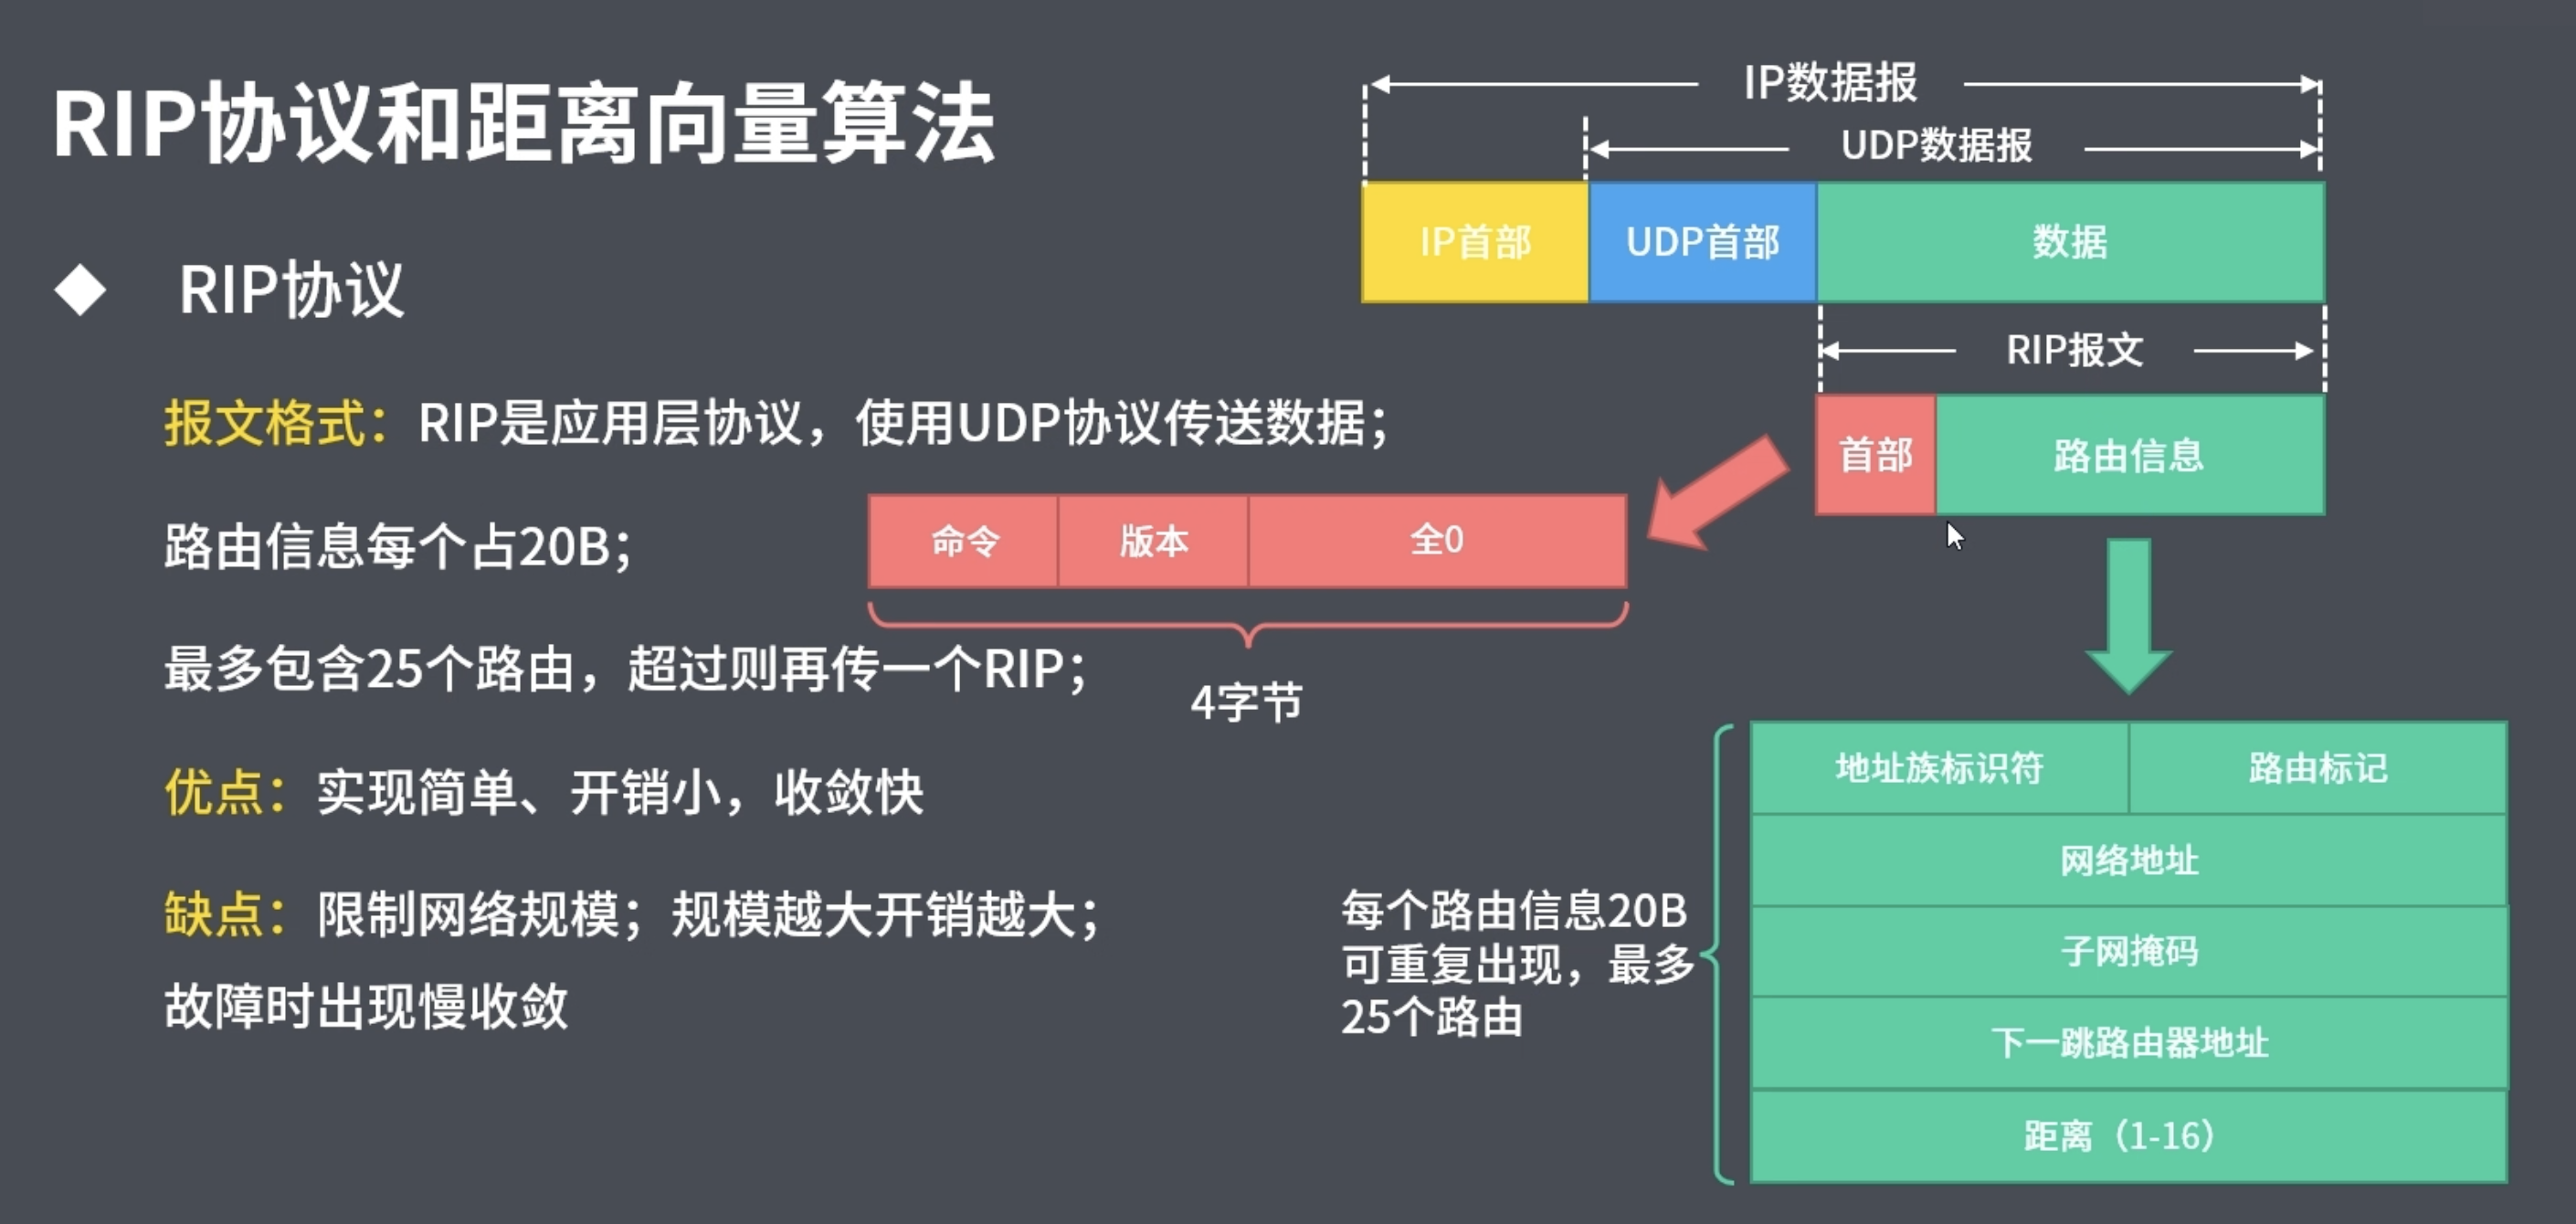 RIP协议和距离向量算法
IP数据报
UDP数据报
IP首部
UDP首部
数据
RIP报文
首部
路由信息
RIP协议
报文格式：RIP是应用层协议，使用UDP协议传送数据；
路由信息每个占20B；
命令
版本
全0
4字节
最多包含25个路由，超过则再传一个RIP；
优点：实现简单、开销小，收敛快
缺点：限制网络规模；规模越大开销越大；
故障时出现慢收敛
每个路由信息20B
可重复出现，最多
25个路由
地址族标识符
路由标记
网络地址
子网掩码
下一跳路由器地址
距离（1-16）